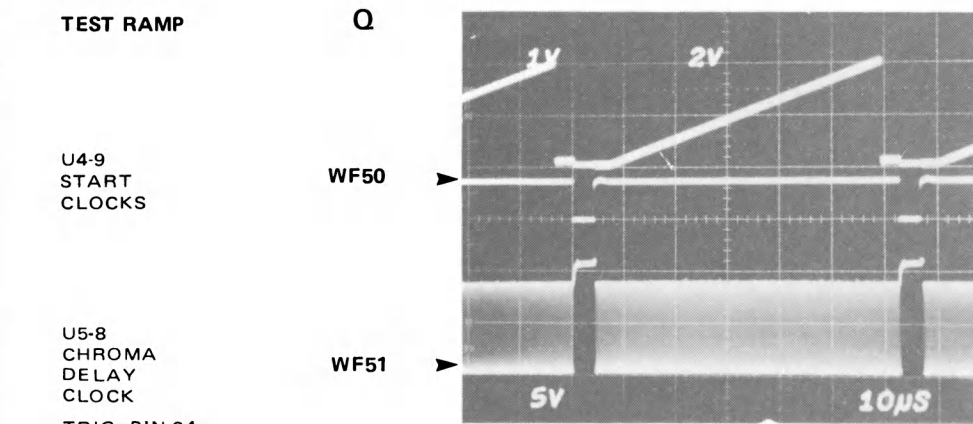 TEST RAMP
Q
1V
2V
U4-9
START
CLOCKS
WF50
U5-8
CHROMA
DELAY
CLOCK
WF51
5V
10µS